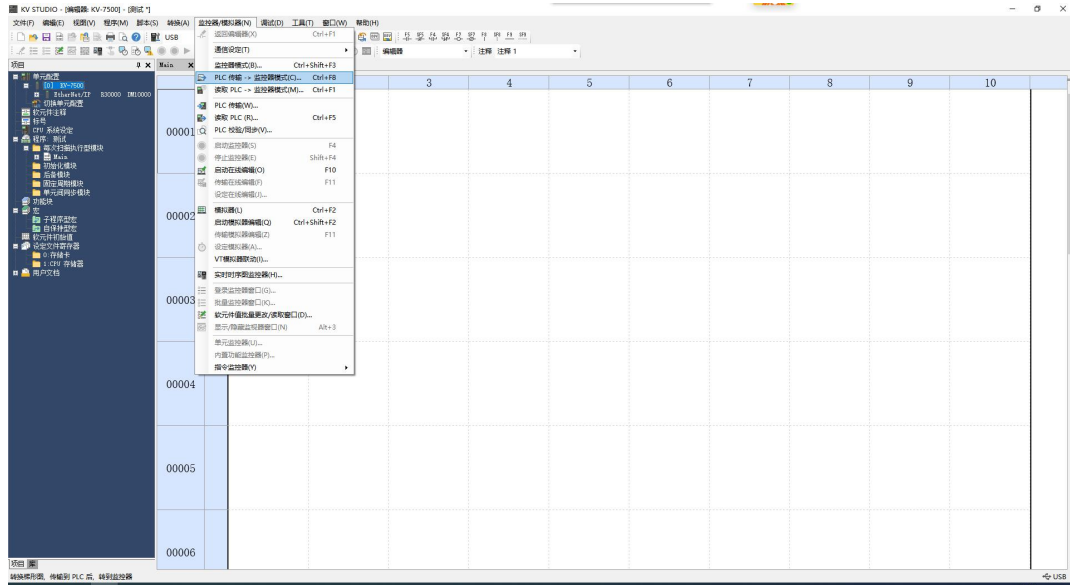 KV STUDIO - [编辑器: KV-7500] - [测试 *]
文件(F) 编辑(E) 视图(V) 程序(M) 脚本(S) 转换(A) 监控器/模拟器(N) 调试(D) 工具(T) 窗口(W) 帮助(H)
USB
编辑器 注释 注释 1
项目
Main
单元配置
[0] KV-7500
EtherNet/IP R30000 DM10000
切换单元配置
软元件注释
标号
CPU 系统设定
程序: 测试
每次扫描执行型模块
Main
初始化模块
后备模块
固定周期模块
单元间同步模块
功能块
宏
子程序型宏
自保持型宏
软元件初始值
设定文件寄存器
0:存储卡
1:CPU 存储器
用户文档
返回编辑器(X) Ctrl+F1
通信设定(T)
监控器模式(B)... Ctrl+Shift+F3
PLC 传输 -> 监控器模式(C)... Ctrl+F8
读取 PLC -> 监控器模式(M)... Ctrl+F1
PLC 传输(W)...
读取 PLC (R)... Ctrl+F5
PLC 校验/同步(V)...
启动监控器(S) F4
停止监控器(E) Shift+F4
启动在线编辑(O) F10
传输在线编辑(F) F11
设定在线编辑(J)...
模拟器(L) Ctrl+F2
启动模拟器编辑(Q) Ctrl+Shift+F2
传输模拟器编辑(Z) F11
设定模拟器(A)...
VT模拟器联动(I)...
实时时序图监控器(H)...
登录监控器窗口(G)...
批量监控器窗口(K)...
软元件值批量更改/读取窗口(D)...
显示/隐藏监视器窗口(N) Alt+3
单元监控器(U)...
内置功能监控器(P)...
指令监控器(Y)
3 4 5 6 7 8 9 10
00001
00002
00003
00004
00005
00006
项目 库
转换梯形图, 传输到 PLC 后, 转到监控器
USB